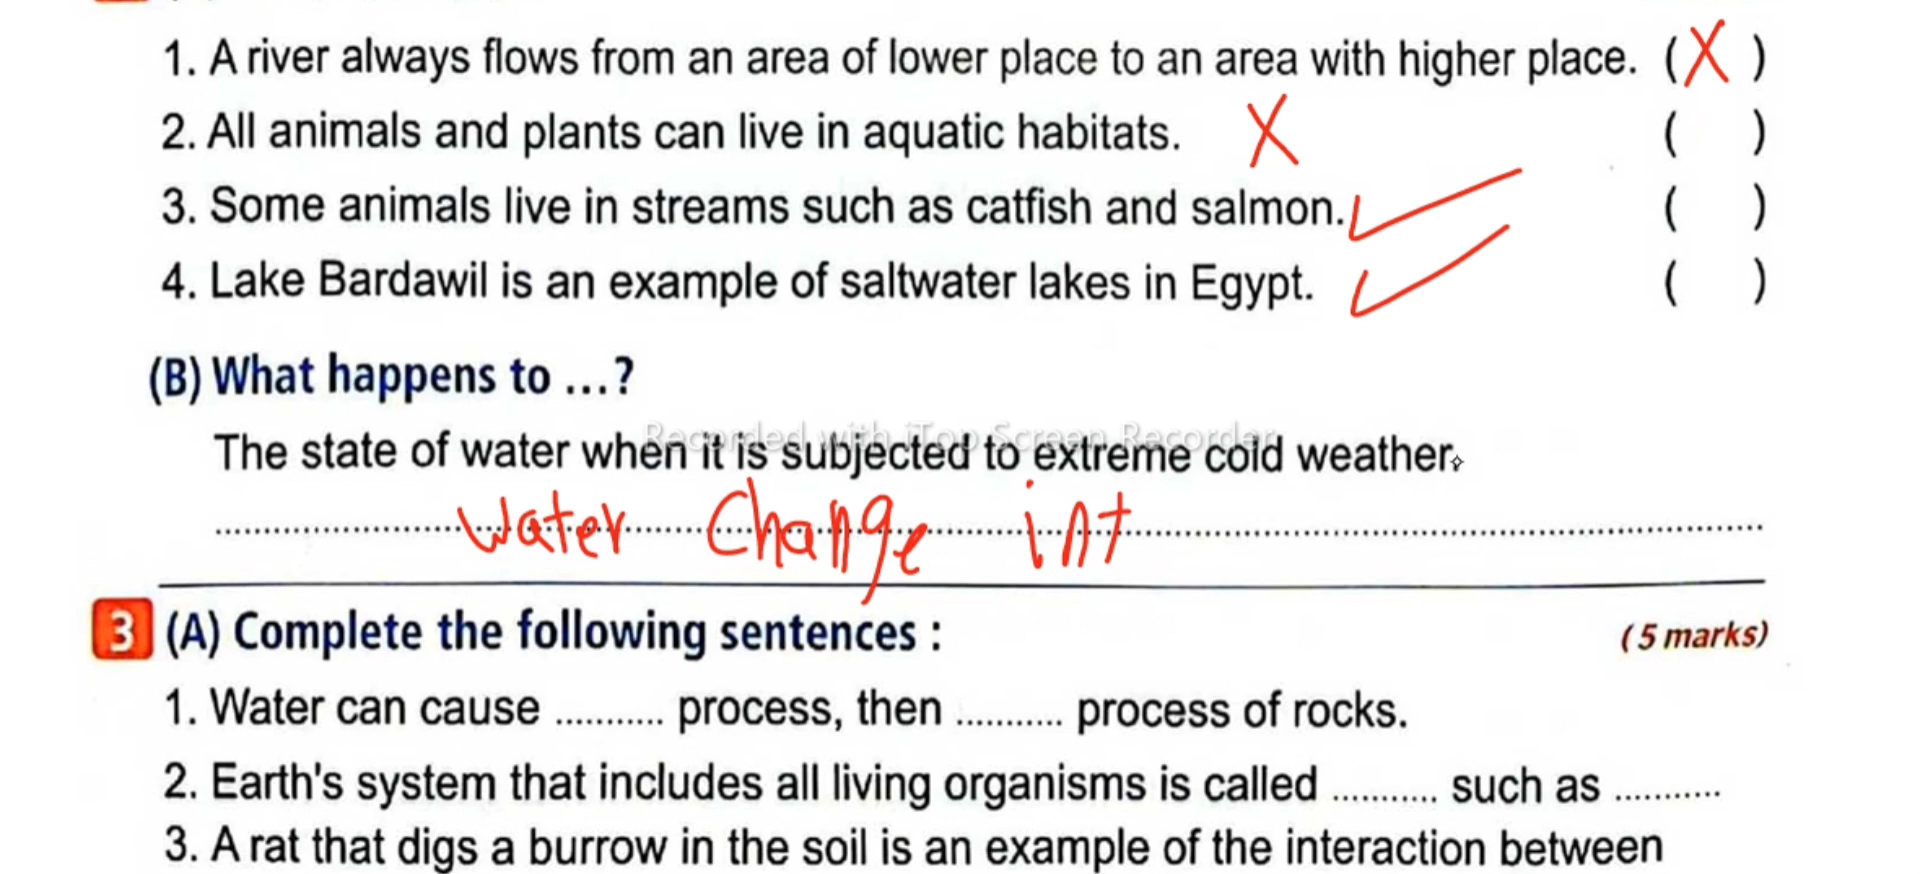 1. A river always flows from an area of lower place to an area with higher place. (X)
2. All animals and plants can live in aquatic habitats. X ( )
3. Some animals live in streams such as catfish and salmon. ✓ ( )
4. Lake Bardawil is an example of saltwater lakes in Egypt. ✓ ( )
(B) What happens to ...?
Recorded with iTop Screen Recorder
The state of water when it is subjected to extreme cold weather.
water change int
3 (A) Complete the following sentences : (5 marks)
1. Water can cause ........... process, then ........... process of rocks.
2. Earth's system that includes all living organisms is called ........... such as ...........
3. A rat that digs a burrow in the soil is an example of the interaction between